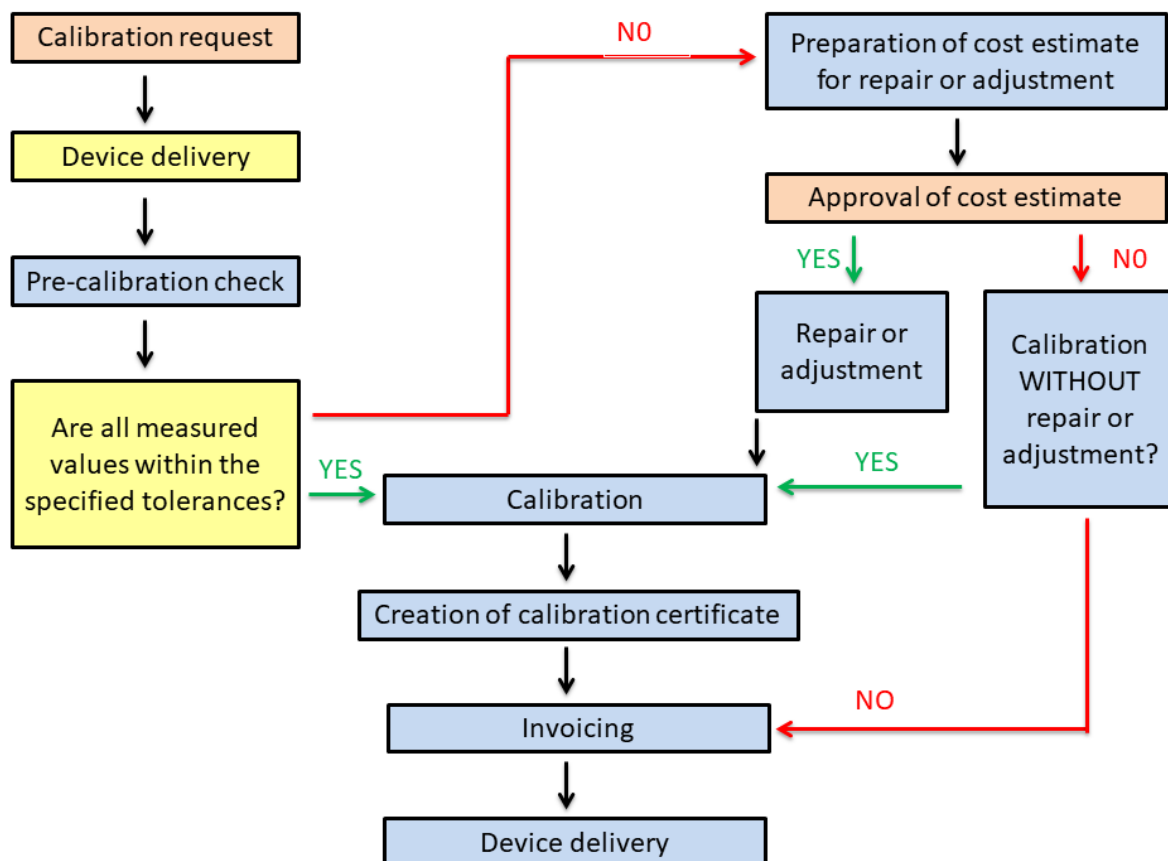 Calibration request
Device delivery
Pre-calibration check
Are all measured
values within the
specified tolerances?
YES
N0
Preparation of cost estimate
for repair or adjustment
Approval of cost estimate
YES
N0
Repair or
adjustment
Calibration
WITHOUT
repair or
adjustment?
YES
Calibration
Creation of calibration certificate
NO
Invoicing
Device delivery